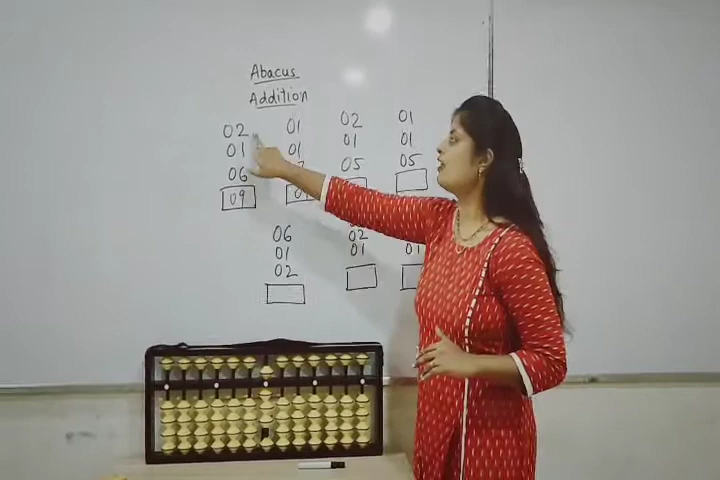 Abacus
Addition
02 01 02 01
01 01 01 01
06 05 05
09
06 02
01 01 01
02